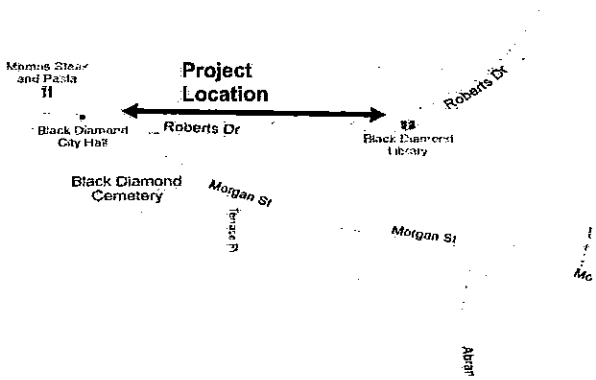 Project
Location
Mamas Steak
and Pasta
Roberts Dr
Black Diamond
City Hall
Roberts Dr
Black Diamond
Library
Black Diamond
Cemetery
Morgan St
Morgan St